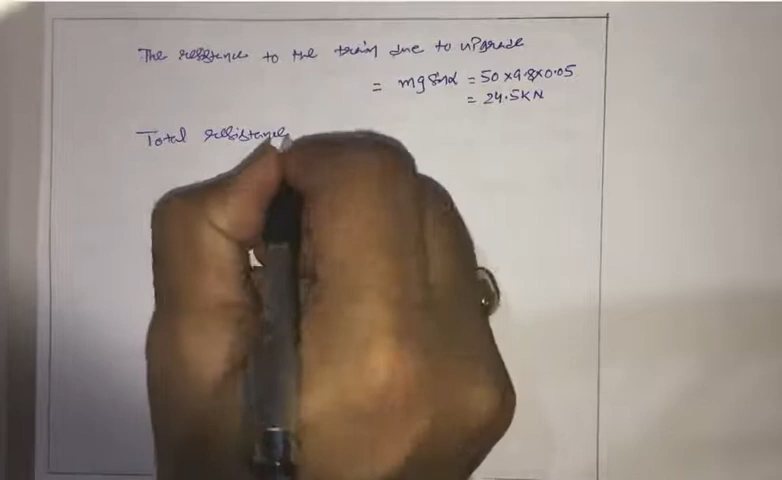 The resistance to the train due to upgrade
= mg sinα = 50 × 9.8 × 0.05
= 24.5 KN
Total resistance